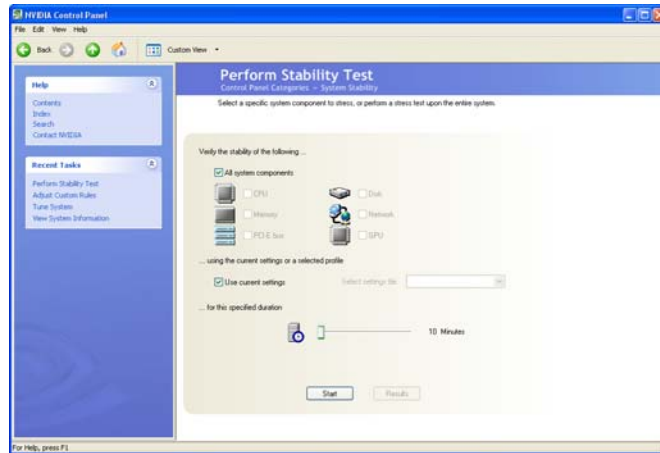 NVIDIA Control Panel
File Edit View Help
Back
Custom View
Help
Contents
Index
Search
Contact NVIDIA
Recent Tasks
Perform Stability Test
Adjust Custom Rules
Tune System
View System Information
Perform Stability Test
Control Panel Categories > System Stability
Select a specific system component to stress, or perform a stress test upon the entire system.
Verify the stability of the following ...
All system components
CPU
Disk
Memory
Network
PCI-E bus
GPU
... using the current settings or a selected profile
Use current settings
Select settings file
... for this specified duration
10 Minutes
Start
Results
For Help, press F1